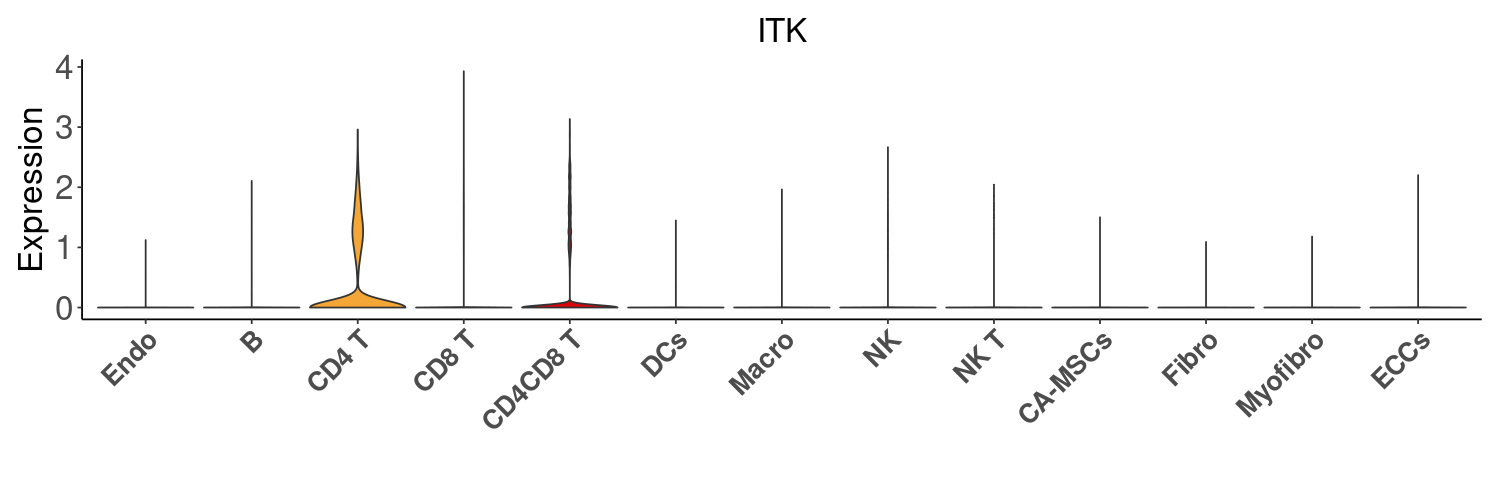 ITK
Expression
4
3
2
1
0
Endo
B
CD4 T
CD8 T
CD4CD8 T
DCs
Macro
NK
NK T
CA-MSCs
Fibro
Myofibro
ECCs